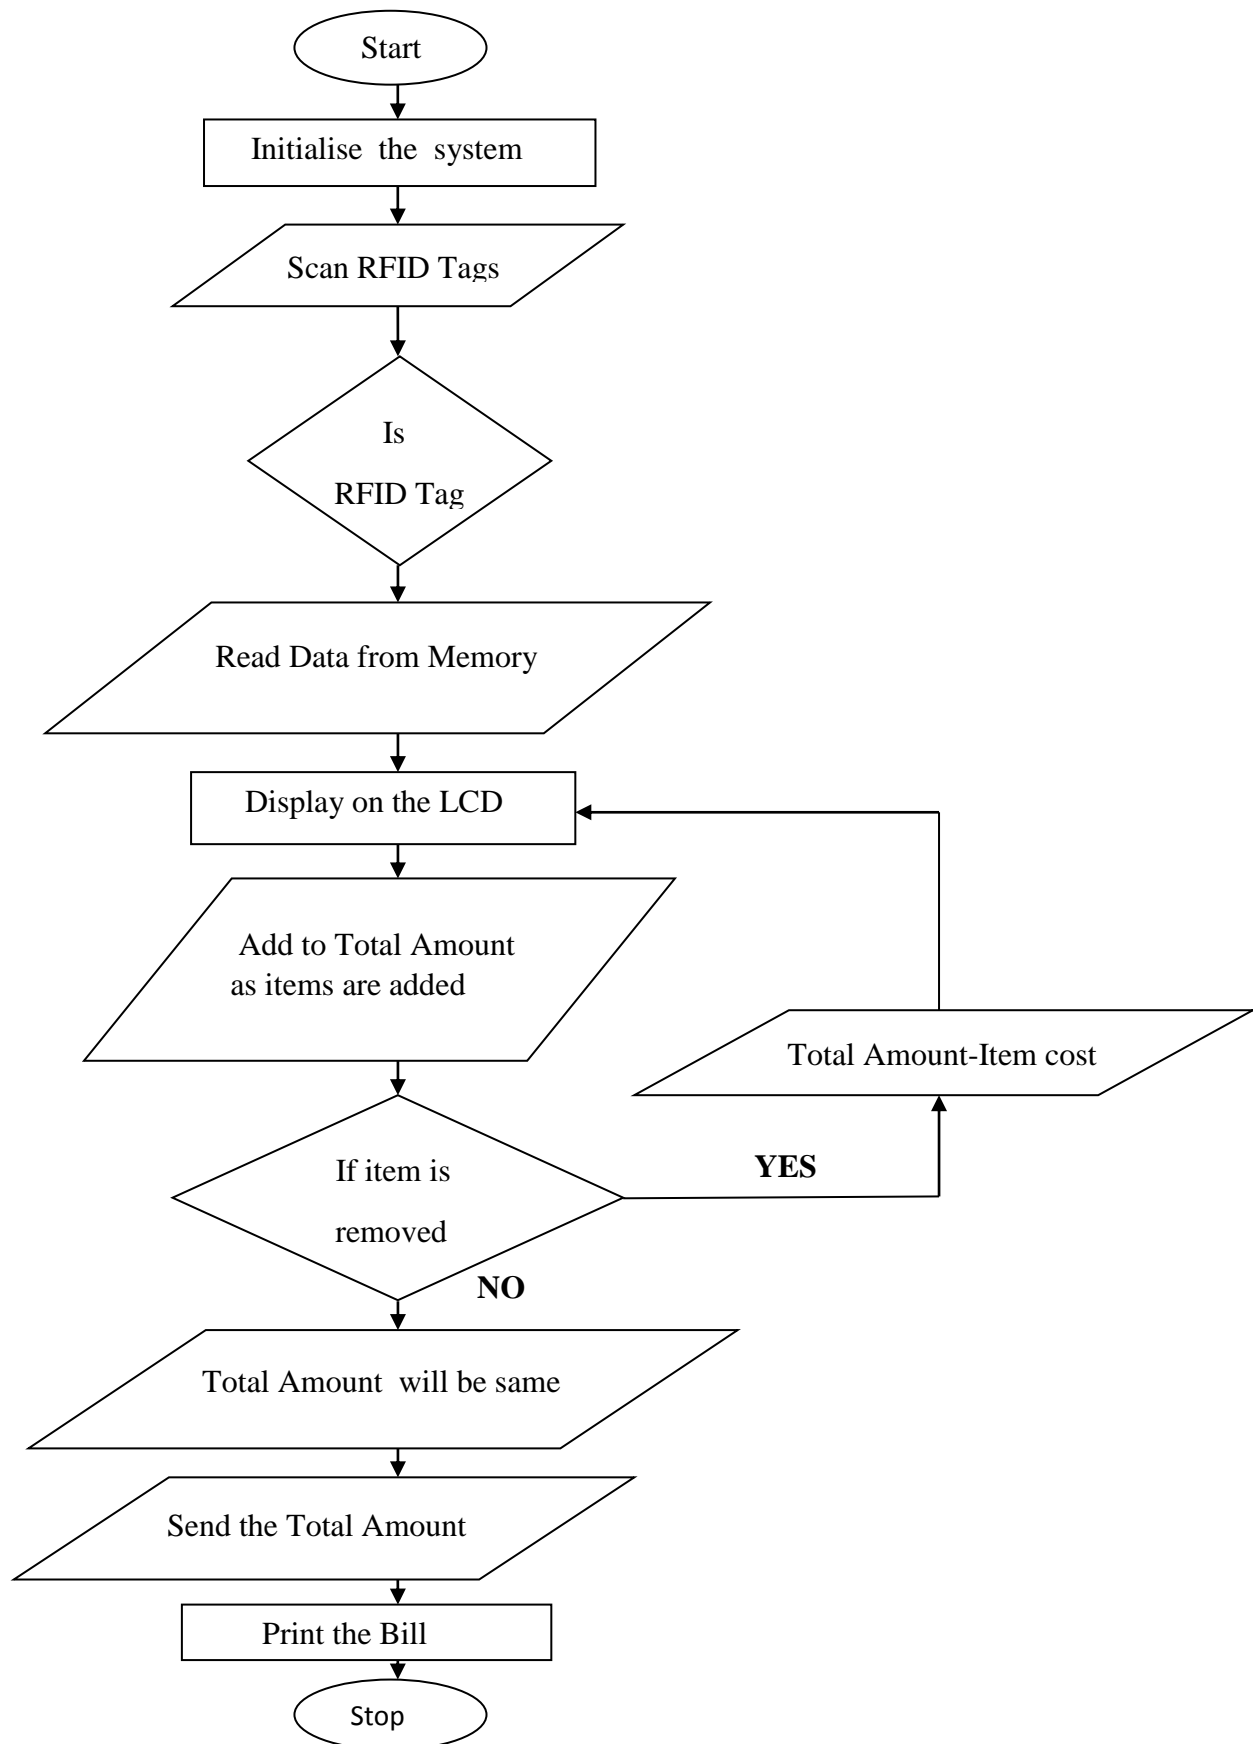 Start
Initialise the system
Scan RFID Tags
Is
RFID Tag
Read Data from Memory
Display on the LCD
Add to Total Amount
as items are added
Total Amount-Item cost
If item is
removed
YES
NO
Total Amount will be same
Send the Total Amount
Print the Bill
Stop